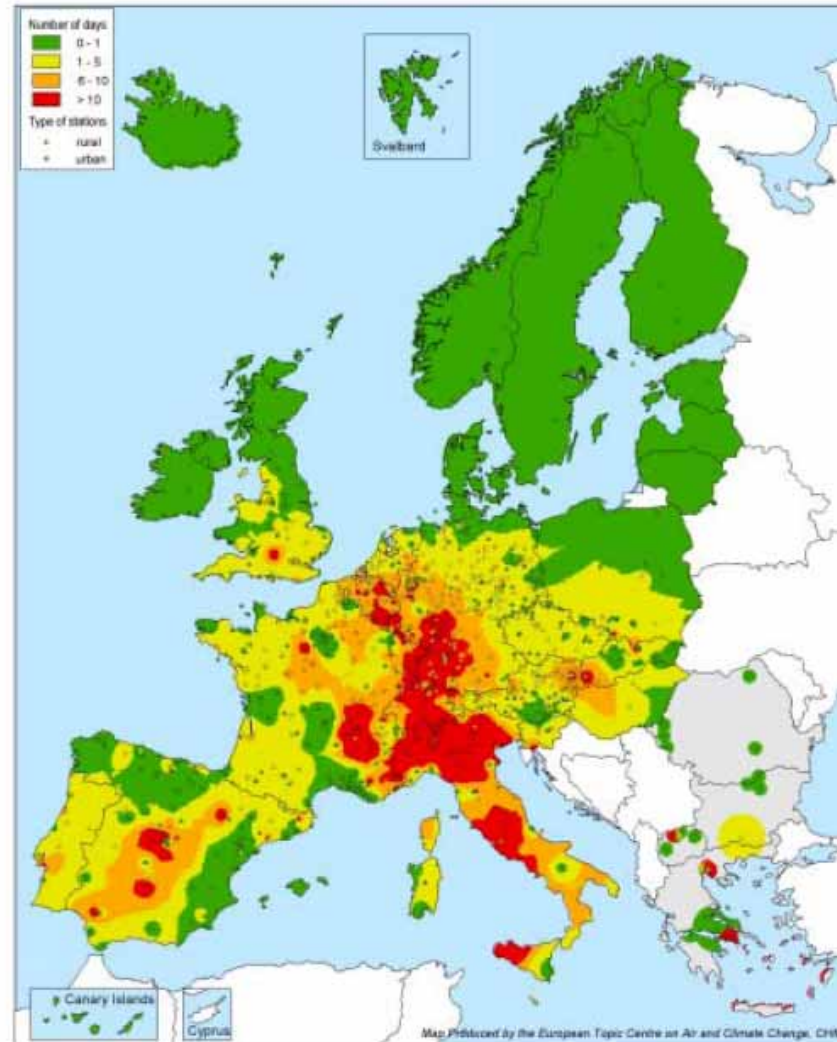 Number of days
0 - 1
1 - 5
6 - 10
> 10
Type of stations
rural
urban
Svalbard
Canary Islands
Cyprus
Map Produced by the European Topic Centre on Air and Climate Change, CHM